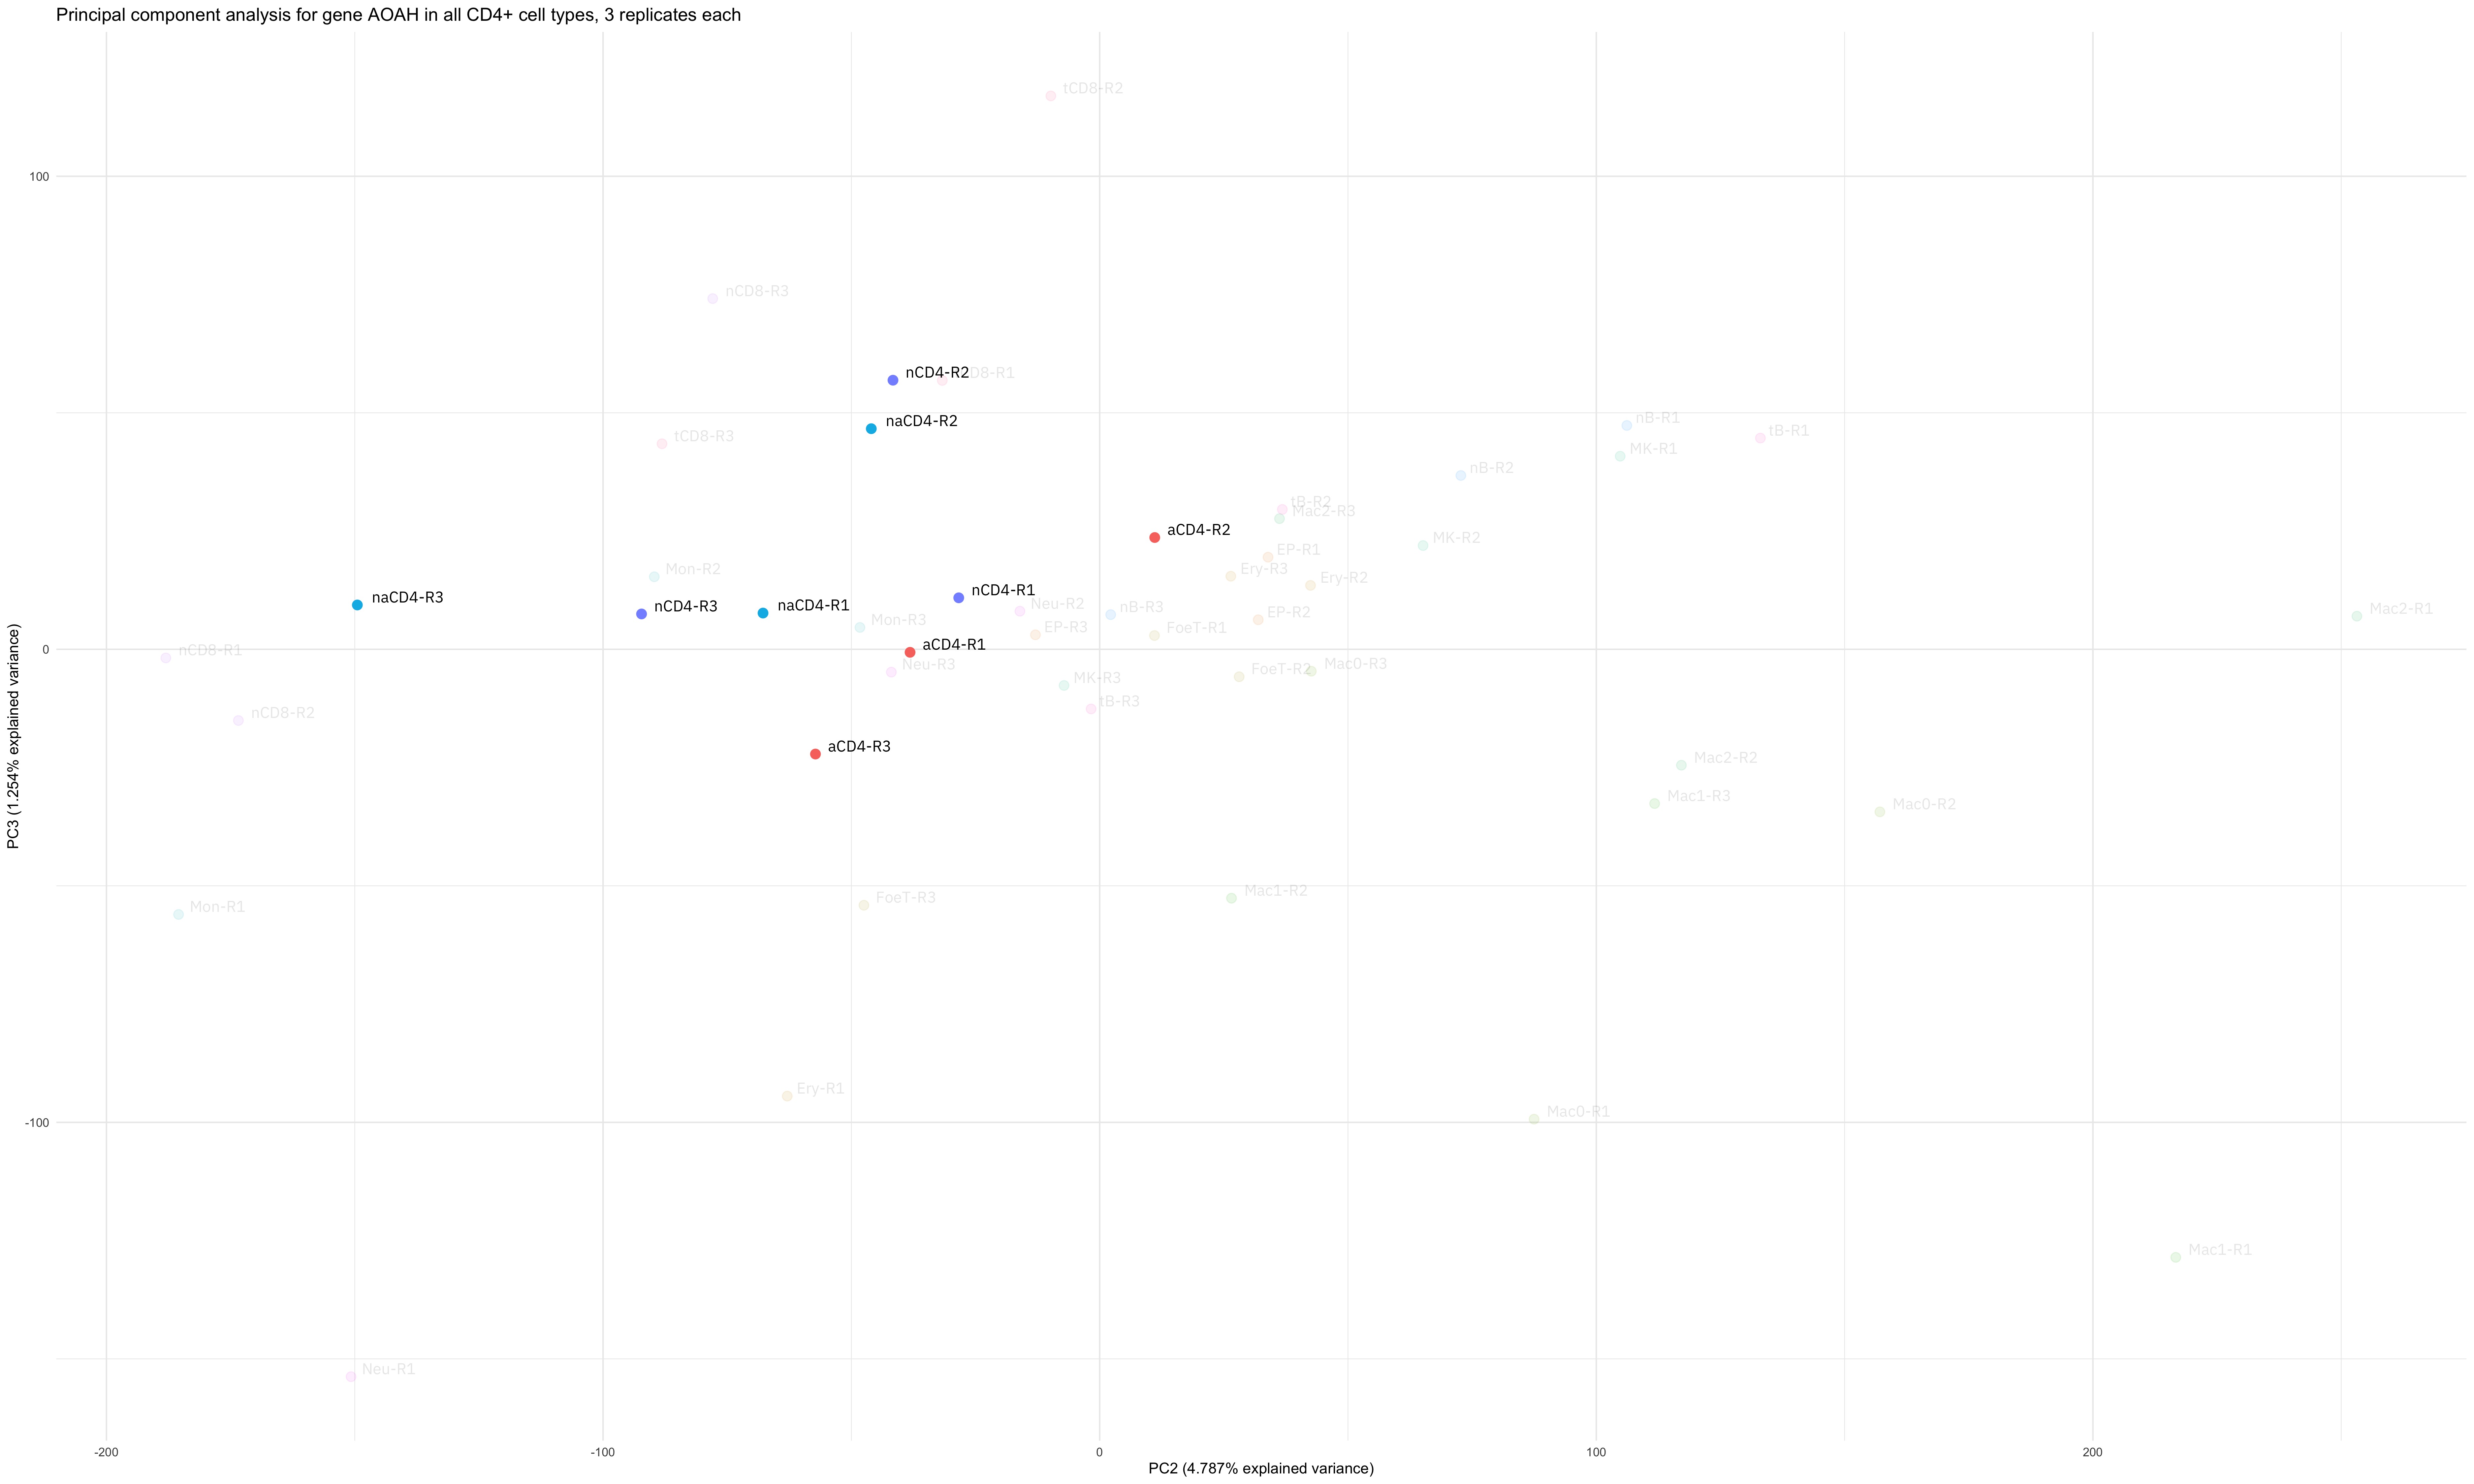 Principal component analysis for gene AOAH in all CD4+ cell types, 3 replicates each
tCD8-R2
100
nCD8-R3
nCD4-R2
D8-R1
naCD4-R2
tCD8-R3
nB-R1
tB-R1
MK-R1
nB-R2
tB-R2
Mac2-R3
aCD4-R2
MK-R2
EP-R1
Mon-R2
Ery-R3
Ery-R2
naCD4-R3
nCD4-R3
naCD4-R1
nCD4-R1
Neu-R2
nB-R3
Mac2-R1
Mon-R3
EP-R3
FoeT-R1
EP-R2
0
nCD8-R1
aCD4-R1
Neu-R3
MK-R3
FoeT-R2
Mac0-R3
tB-R3
nCD8-R2
aCD4-R3
Mac2-R2
Mac1-R3
Mac0-R2
Mon-R1
FoeT-R3
Mac1-R2
Ery-R1
Mac0-R1
-100
Mac1-R1
Neu-R1
-200
-100
0
100
200
PC2 (4.787% explained variance)
PC3 (1.254% explained variance)